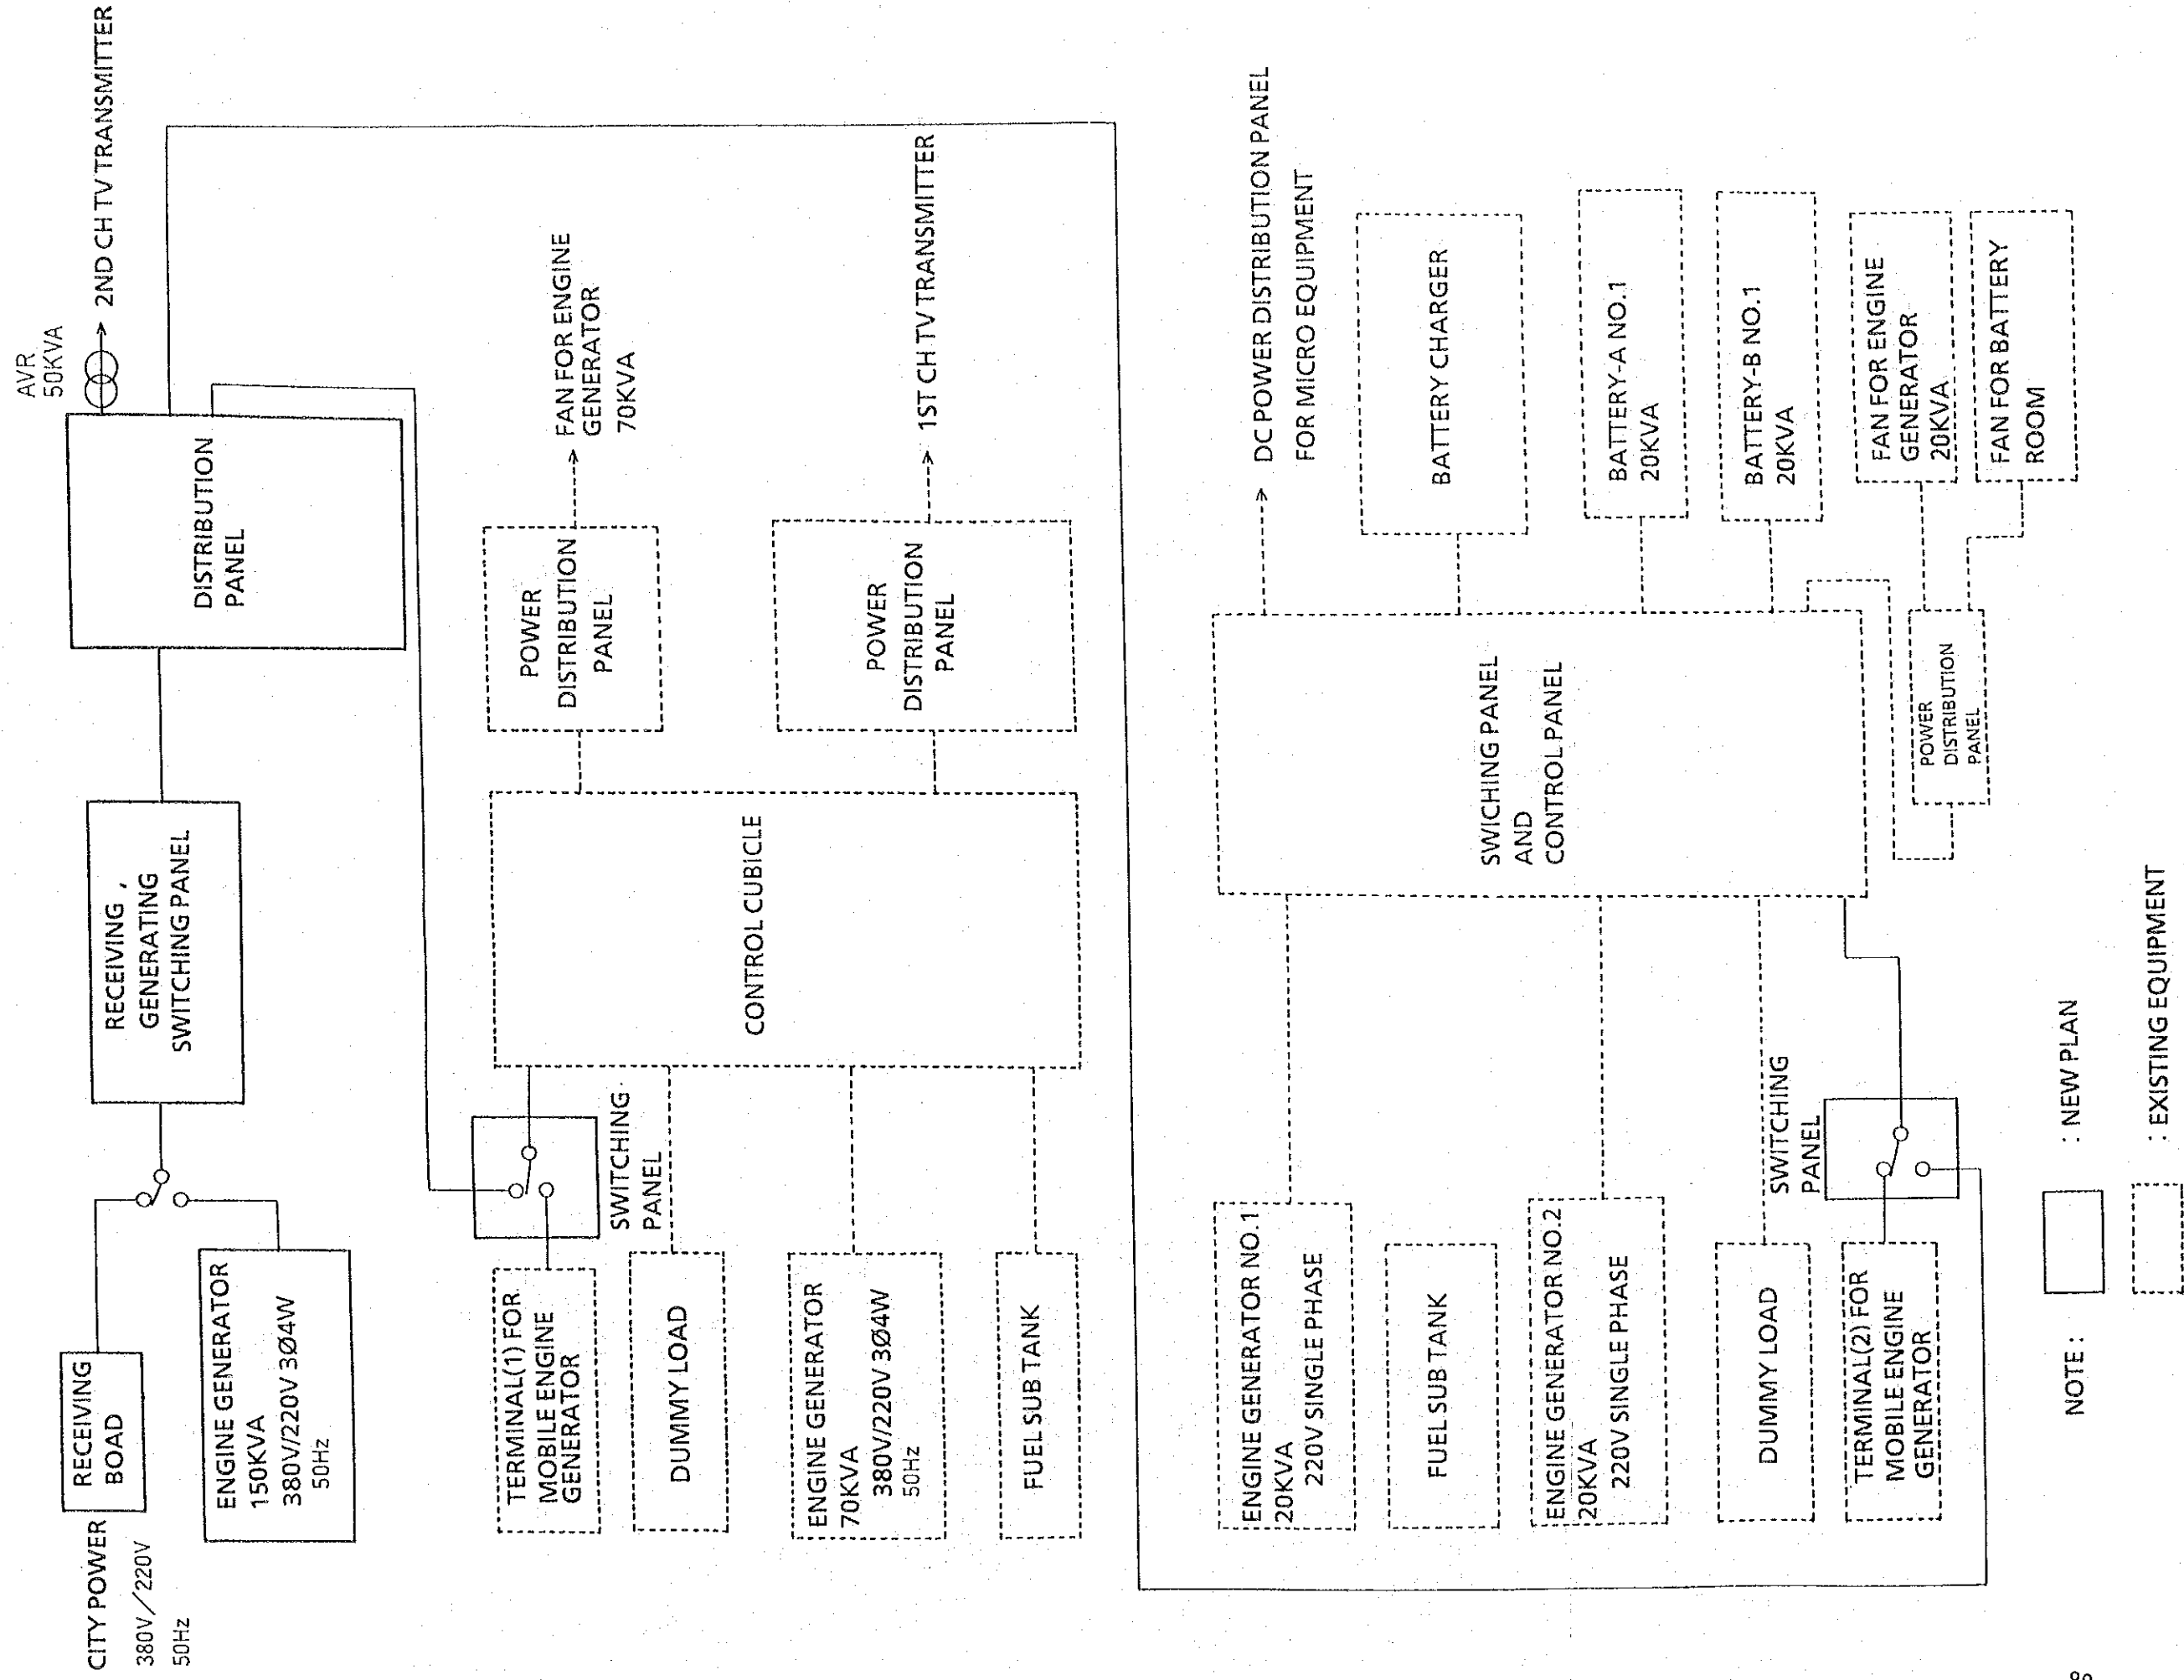 CITY POWER
380V/220V
50Hz
RECEIVING
BOAD
ENGINE GENERATOR
150KVA
380V/220V 3Ø4W
50Hz
RECEIVING ,
GENERATING
SWITCHING PANEL
DISTRIBUTION
PANEL
AVR
50KVA
2ND CH TV TRANSMITTER
TERMINAL(1) FOR
MOBILE ENGINE
GENERATOR
SWITCHING
PANEL
DUMMY LOAD
ENGINE GENERATOR
70KVA
380V/220V 3Ø4W
50Hz
FUEL SUB TANK
CONTROL CUBICLE
POWER
DISTRIBUTION
PANEL
FAN FOR ENGINE
GENERATOR
70KVA
POWER
DISTRIBUTION
PANEL
1ST CH TV TRANSMITTER
ENGINE GENERATOR NO.1
20KVA
220V SINGLE PHASE
FUEL SUB TANK
ENGINE GENERATOR NO.2
20KVA
220V SINGLE PHASE
DUMMY LOAD
SWITCHING
PANEL
TERMINAL(2) FOR
MOBILE ENGINE
GENERATOR
SWICHING PANEL
AND
CONTROL PANEL
DC POWER DISTRIBUTION PANEL
FOR MICRO EQUIPMENT
BATTERY CHARGER
BATTERY-A NO.1
20KVA
BATTERY-B NO.1
20KVA
POWER
DISTRIBUTION
PANEL
FAN FOR ENGINE
GENERATOR
20KVA
FAN FOR BATTERY
ROOM
NOTE :
: NEW PLAN
: EXISTING EQUIPMENT